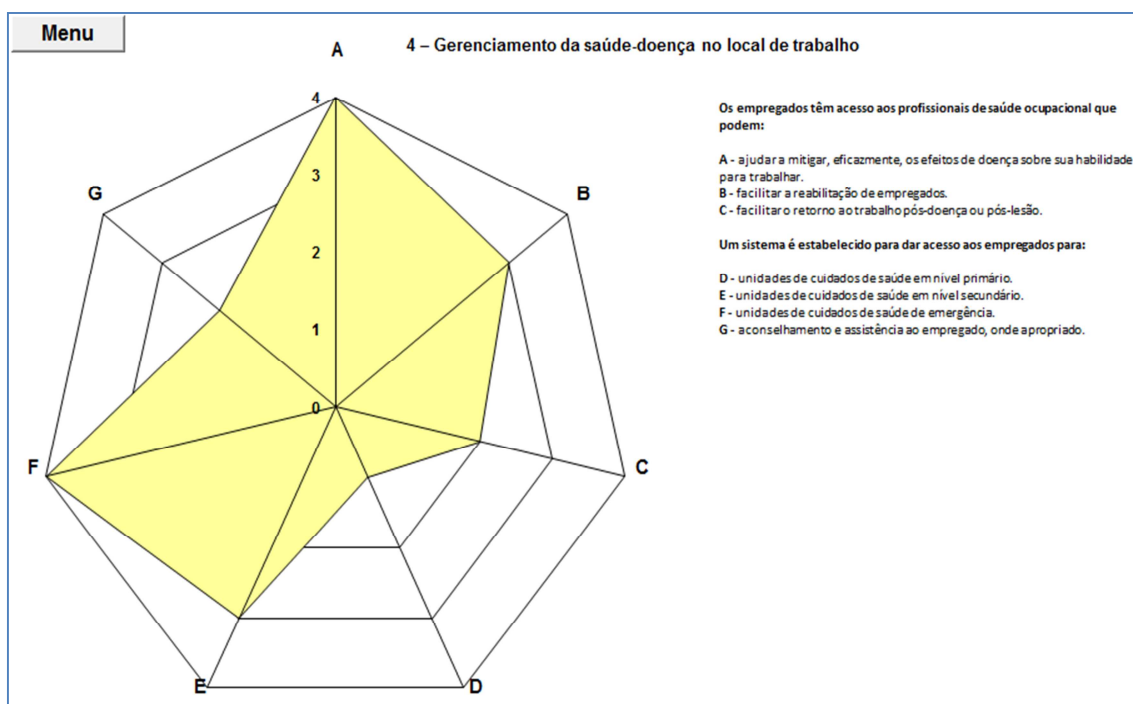 Menu
4 – Gerenciamento da saúde-doença no local de trabalho
A
4
3
2
1
0
B
C
D
E
F
G
Os empregados têm acesso aos profissionais de saúde ocupacional que
podem:
A - ajudar a mitigar, eficazmente, os efeitos de doença sobre sua habilidade
para trabalhar.
B - facilitar a reabilitação de empregados.
C - facilitar o retorno ao trabalho pós-doença ou pós-lesão.
Um sistema é estabelecido para dar acesso aos empregados para:
D - unidades de cuidados de saúde em nível primário.
E - unidades de cuidados de saúde em nível secundário.
F - unidades de cuidados de saúde de emergência.
G - aconselhamento e assistência ao empregado, onde apropriado.